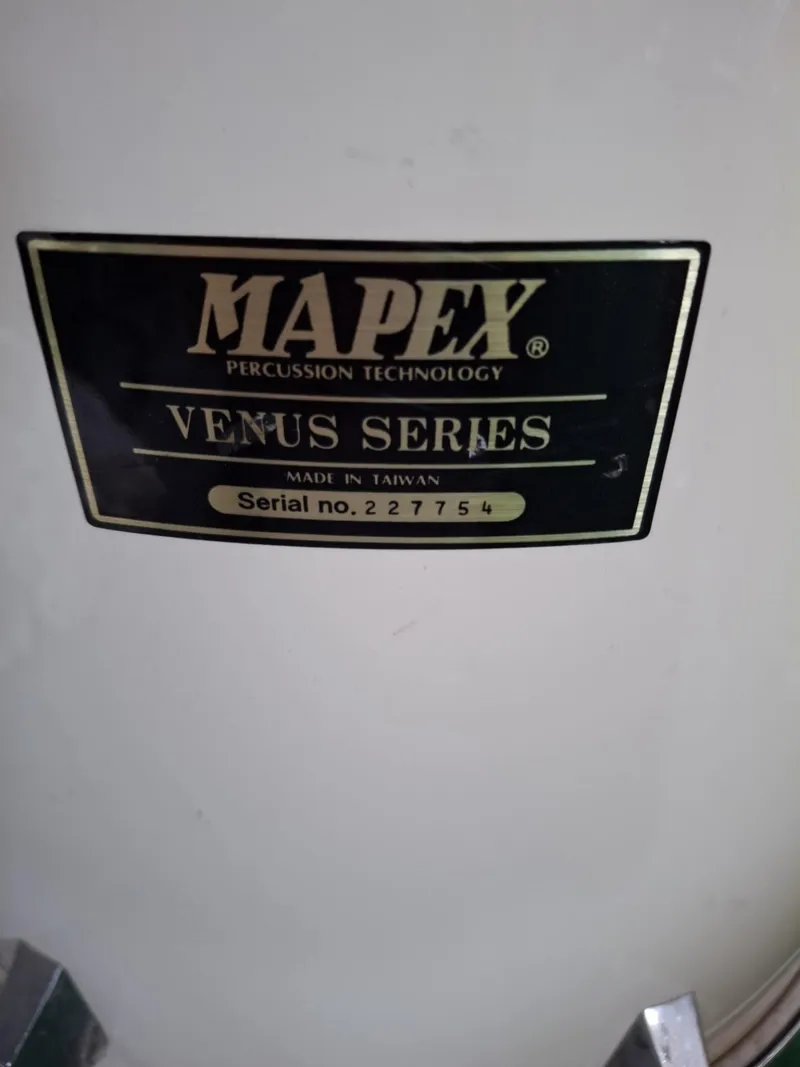 MAPEX®
PERCUSSION TECHNOLOGY
VENUS SERIES
MADE IN TAIWAN
Serial no. 227754